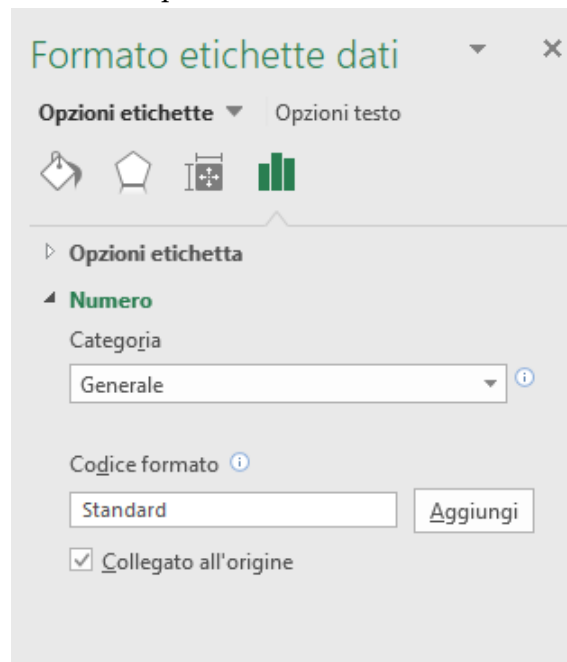 Formato etichette dati
Opzioni etichette Opzioni testo
Opzioni etichetta
Numero
Categoria
Generale
Codice formato
Standard Aggiungi
Collegato all'origine